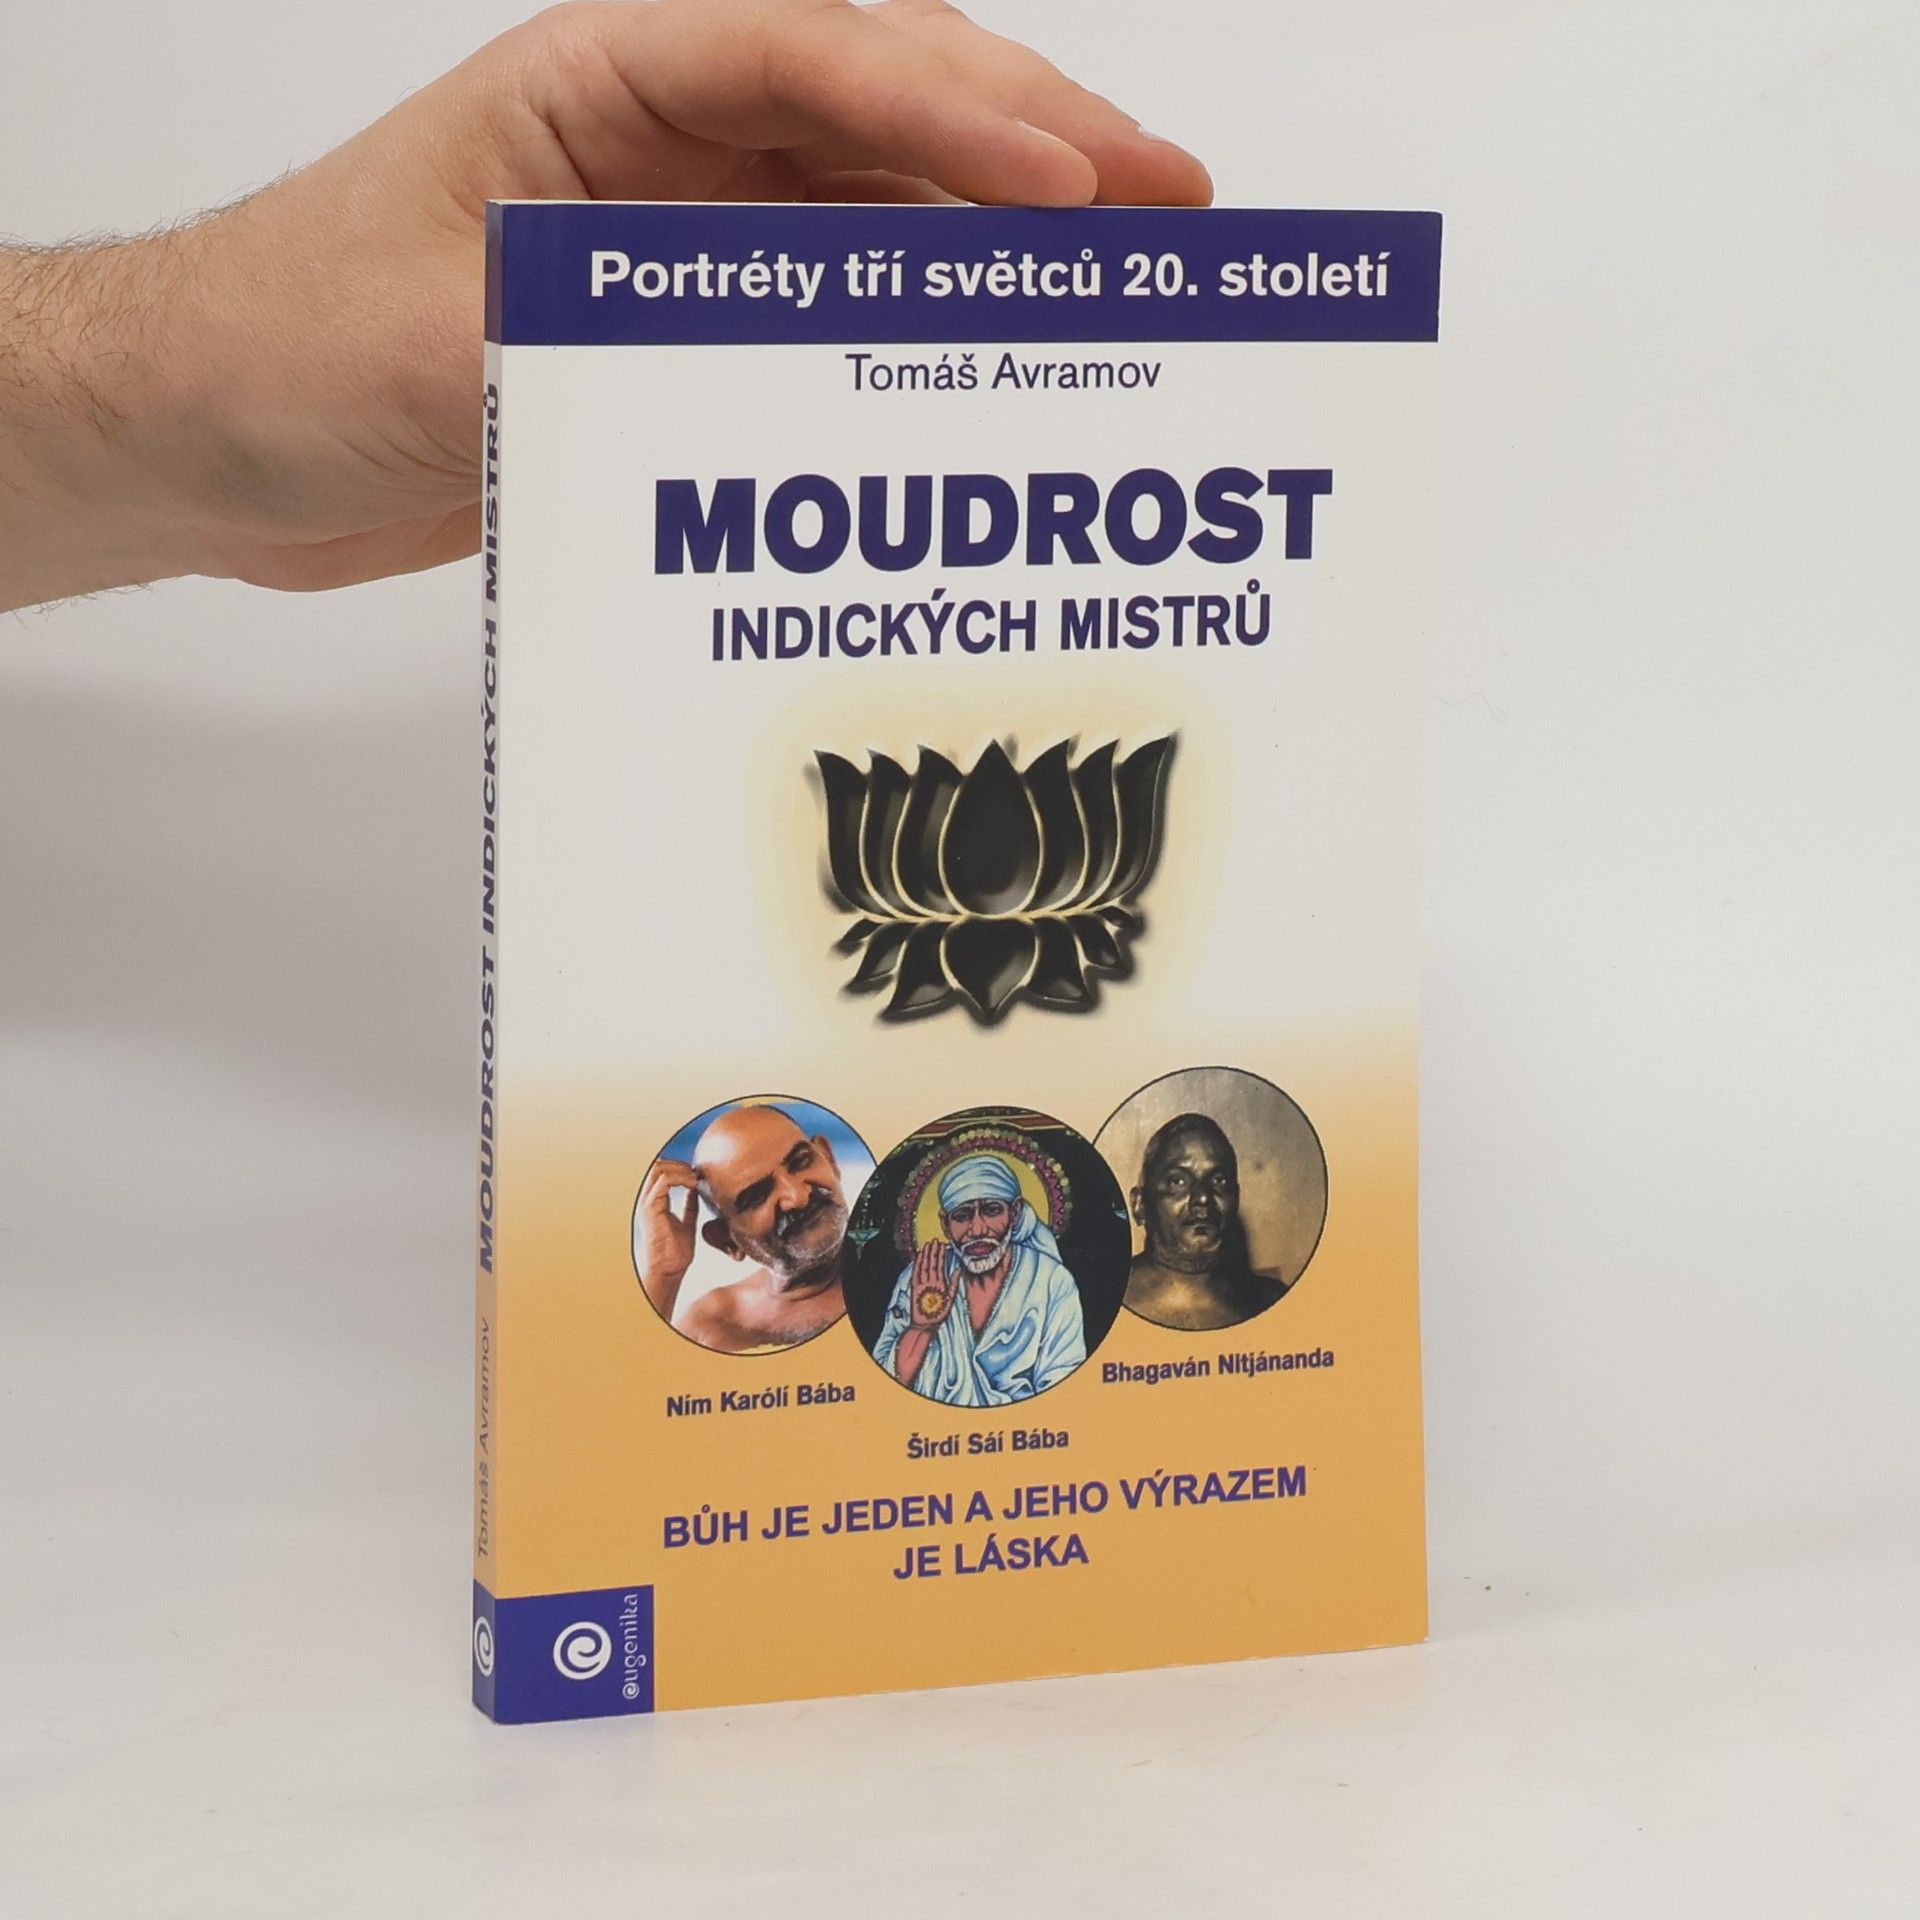 Portréty tří světců 20. století
Tomáš Avramov
MOUDROST
INDICKÝCH MISTRŮ
Ním Karólí Bába
Širdí Sáí Bába
Bhagaván Nitjánanda
BŮH JE JEDEN A JEHO VÝRAZEM
JE LÁSKA
eugenika
Tomáš Avramov MOUDROST INDICKÝCH MISTRŮ